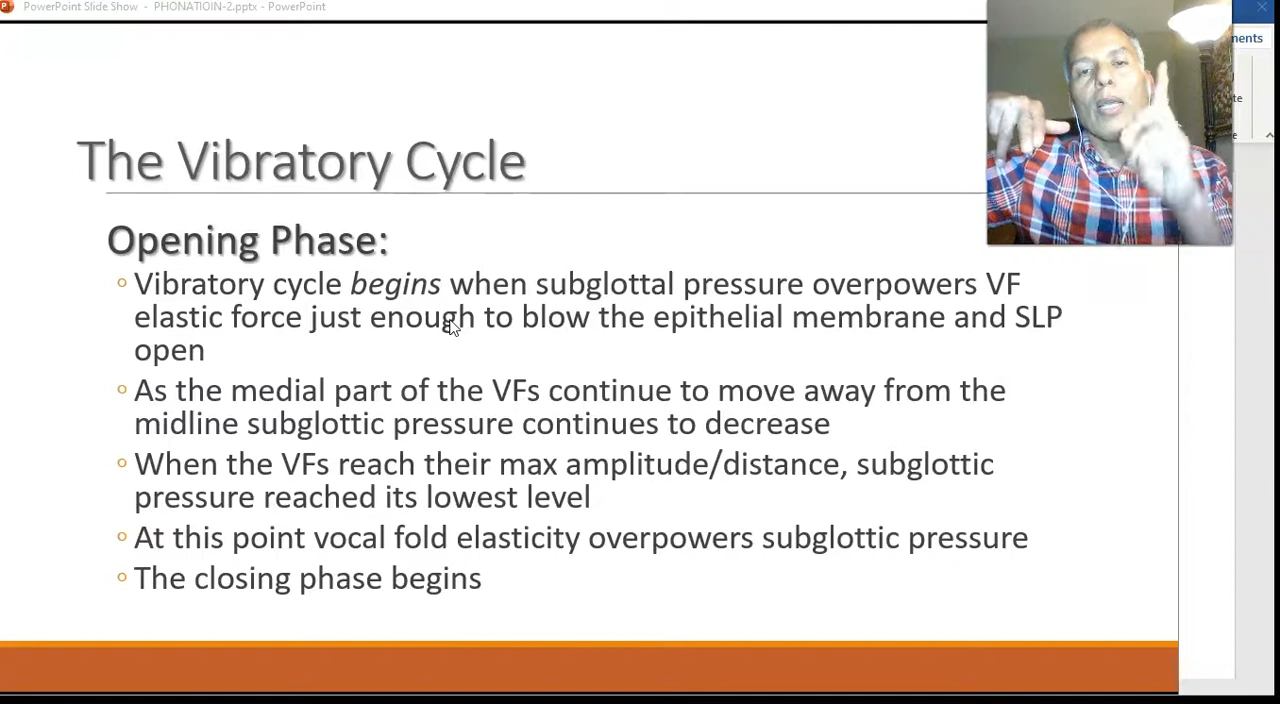 PowerPoint Slide Show - PHONATIOIN-2.pptx - PowerPoint
ments
te
e
The Vibratory Cycle
Opening Phase:
Vibratory cycle begins when subglottal pressure overpowers VF
elastic force just enough to blow the epithelial membrane and SLP
open
As the medial part of the VFs continue to move away from the
midline subglottic pressure continues to decrease
When the VFs reach their max amplitude/distance, subglottic
pressure reached its lowest level
At this point vocal fold elasticity overpowers subglottic pressure
The closing phase begins